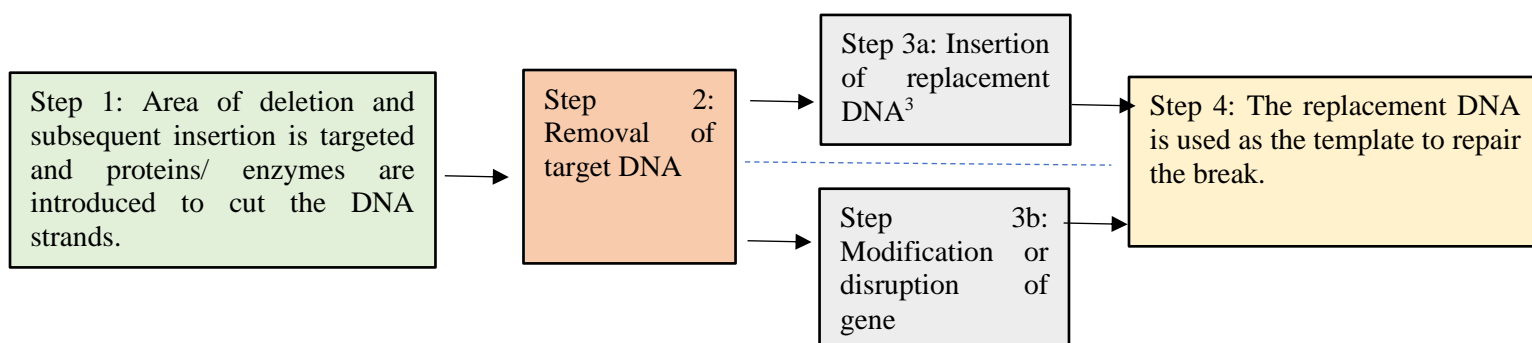 Step 1: Area of deletion and
subsequent insertion is targeted
and proteins/ enzymes are
introduced to cut the DNA
strands.
Step 2:
Removal of
target DNA
Step 3a: Insertion
of replacement
DNA³
Step 3b:
Modification or
disruption of
gene
Step 4: The replacement DNA
is used as the template to repair
the break.